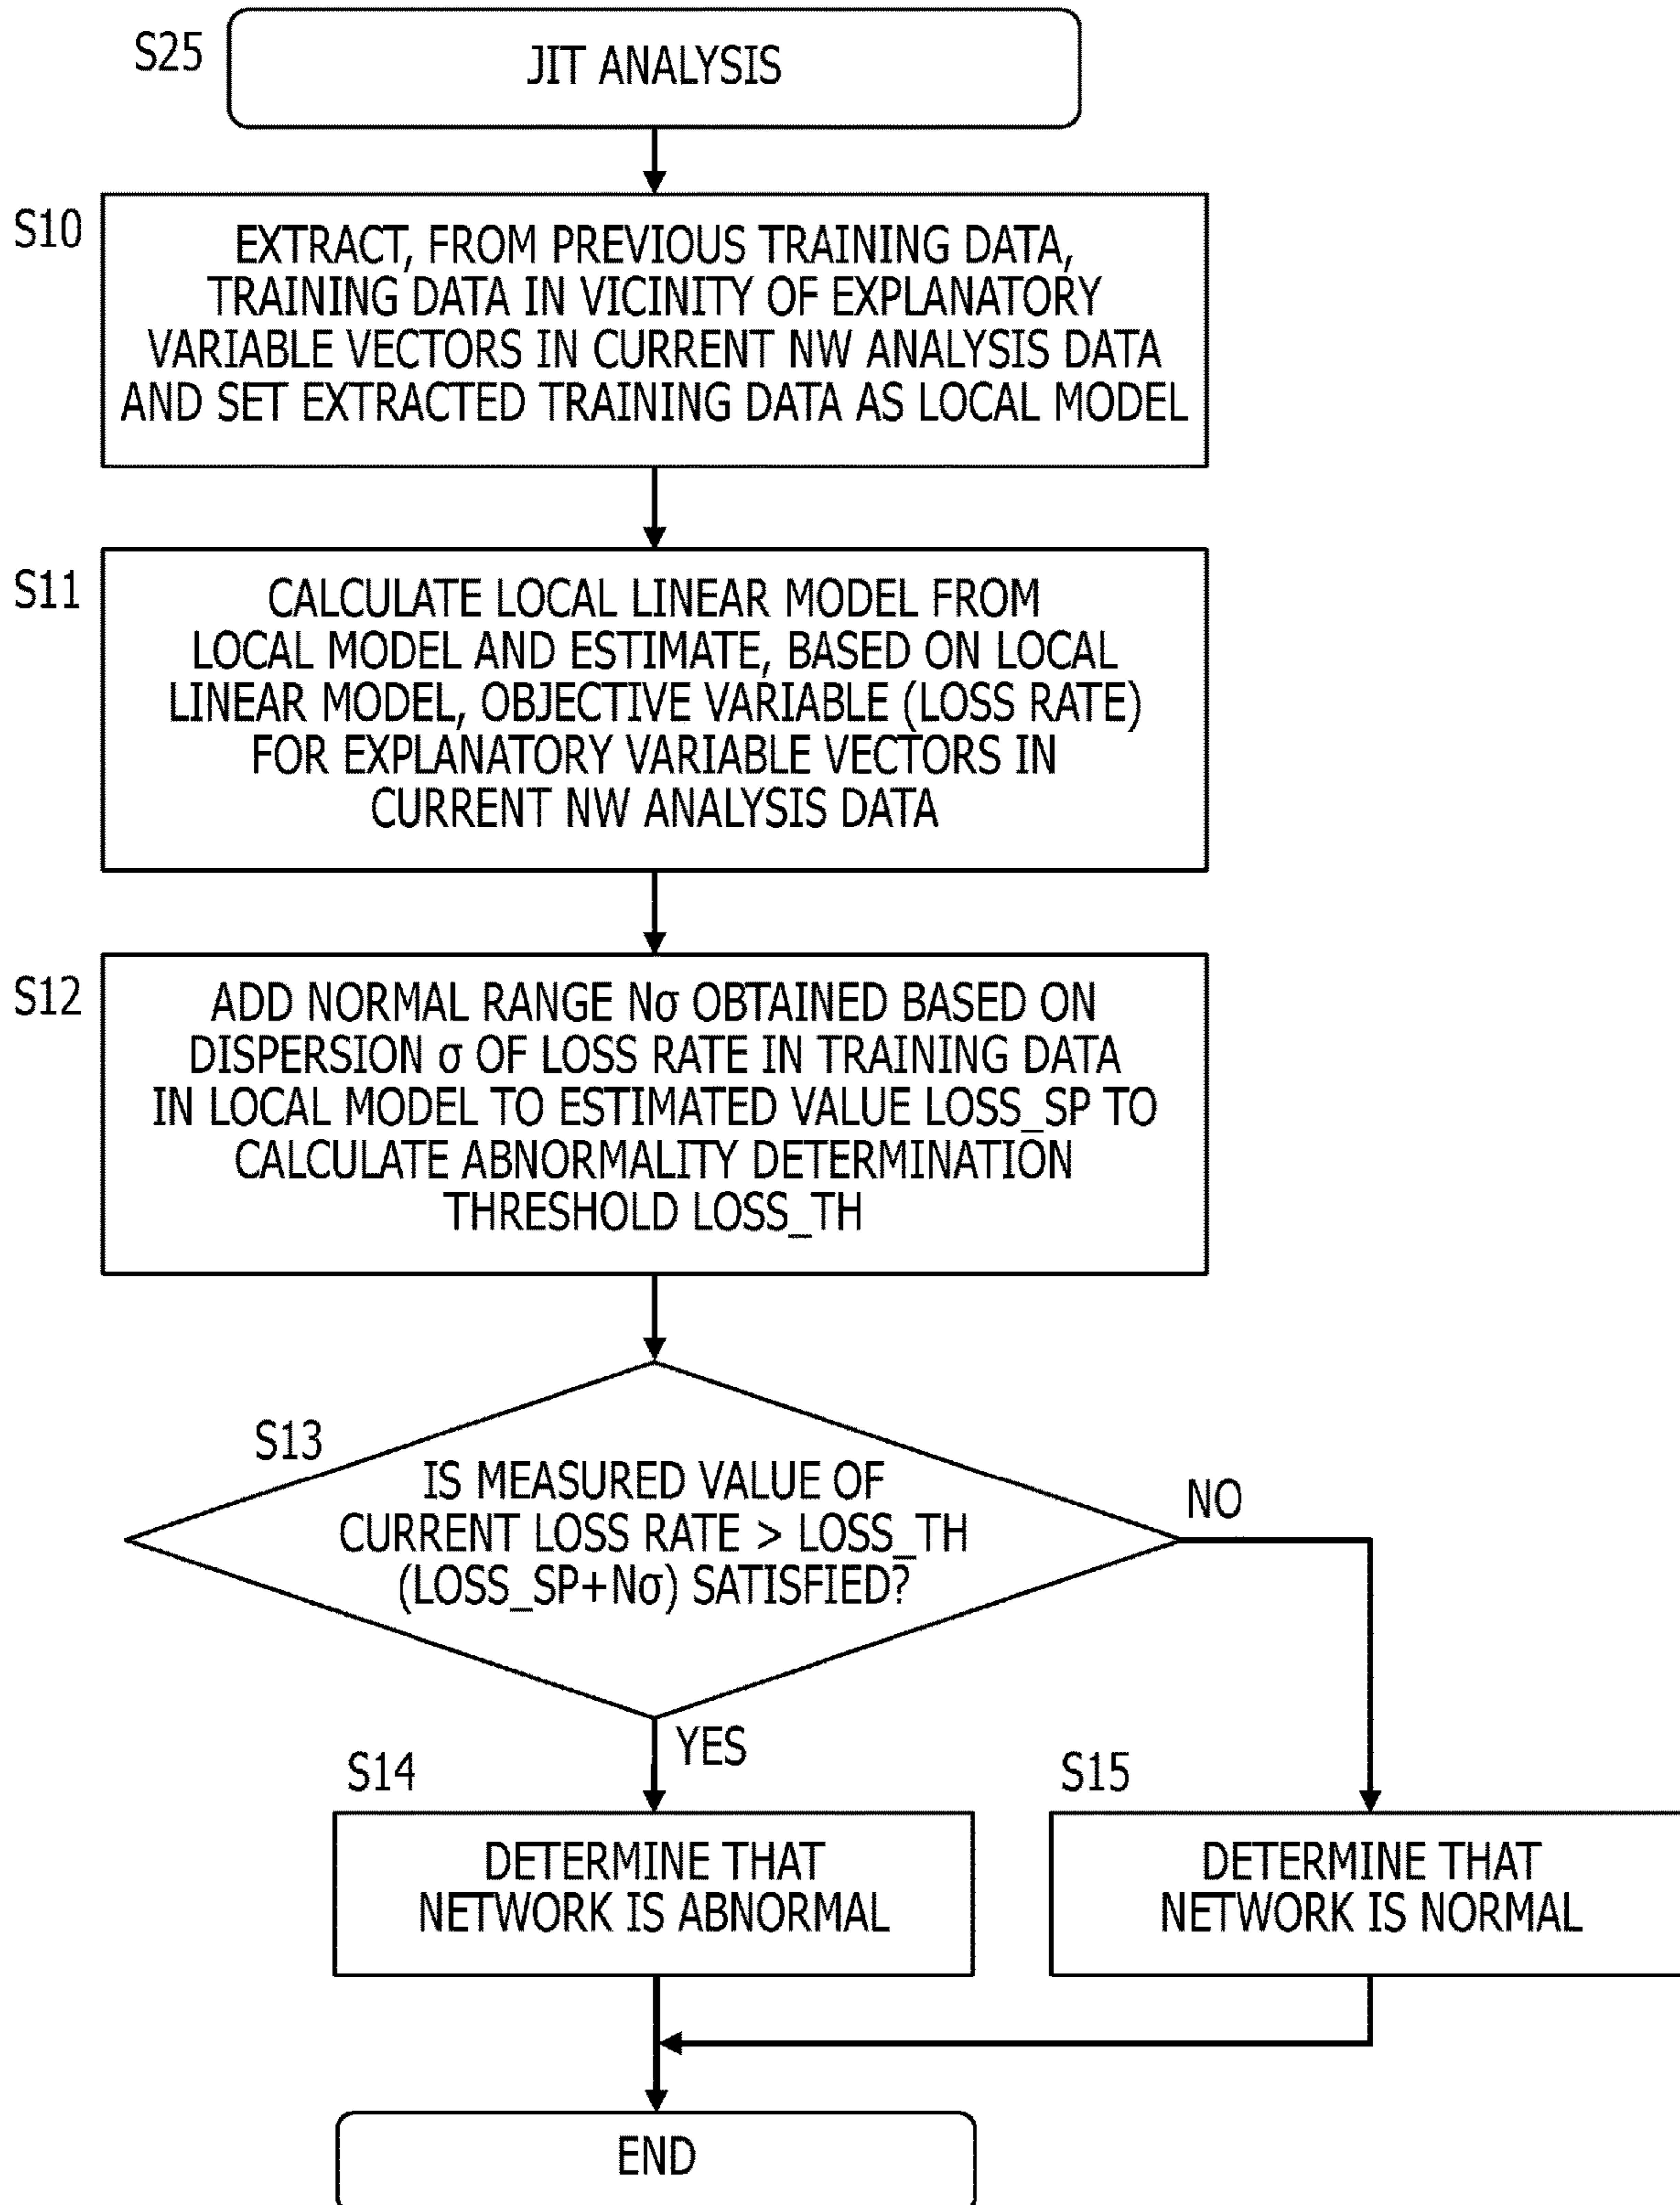 S25
JIT ANALYSIS
S10
EXTRACT, FROM PREVIOUS TRAINING DATA,
TRAINING DATA IN VICINITY OF EXPLANATORY
VARIABLE VECTORS IN CURRENT NW ANALYSIS DATA
AND SET EXTRACTED TRAINING DATA AS LOCAL MODEL
S11
CALCULATE LOCAL LINEAR MODEL FROM
LOCAL MODEL AND ESTIMATE, BASED ON LOCAL
LINEAR MODEL, OBJECTIVE VARIABLE (LOSS RATE)
FOR EXPLANATORY VARIABLE VECTORS IN
CURRENT NW ANALYSIS DATA
S12
ADD NORMAL RANGE Nσ OBTAINED BASED ON
DISPERSION σ OF LOSS RATE IN TRAINING DATA
IN LOCAL MODEL TO ESTIMATED VALUE LOSS_SP TO
CALCULATE ABNORMALITY DETERMINATION
THRESHOLD LOSS_TH
S13
IS MEASURED VALUE OF
CURRENT LOSS RATE > LOSS_TH
(LOSS_SP+Nσ) SATISFIED?
NO
YES
S14
DETERMINE THAT
NETWORK IS ABNORMAL
S15
DETERMINE THAT
NETWORK IS NORMAL
END